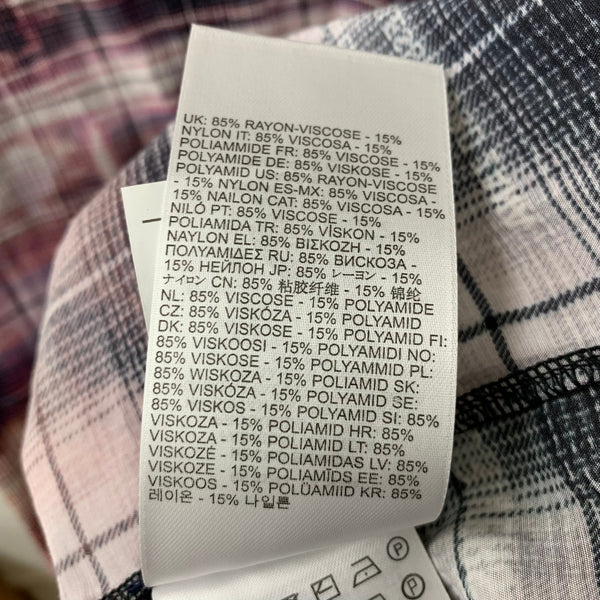 UK: 85% RAYON-VISCOSE - 15%
NYLON IT: 85% VISCOSA - 15%
POLIAMMIDE FR: 85% VISCOSE - 15%
POLYAMIDE DE: 85% VISKOSE - 15%
POLYAMID US: 85% RAYON-VISCOSE
- 15% NYLON ES-MX: 85% VISCOSA -
15% NAILON CAT: 85% VISCOSA - 15%
NILÓ PT: 85% VISCOSE - 15%
POLIAMIDA TR: 85% VİSKON - 15%
NAYLON EL: 85% ΒΙΣΚΟΖΗ - 15%
ΠΟΛΥΑΜΙΔΕΣ RU: 85% ВИСКОЗА -
15% НЕЙЛОН JP: 85% レーヨン - 15%
ナイロン CN: 85% 粘胶纤维 - 15% 锦纶
NL: 85% VISCOSE - 15% POLYAMIDE
CZ: 85% VISKÓZA - 15% POLYAMID
DK: 85% VISKOSE - 15% POLYAMID FI:
85% VISKOOSI - 15% POLYAMIDI NO:
85% VISKOSE - 15% POLYAMMID PL:
85% WISKOZA - 15% POLIAMID SK:
85% VISKÓZA - 15% POLYAMID SE:
85% VISKOS - 15% POLYAMID SI: 85%
VISKOZA - 15% POLIAMID HR: 85%
VISKOZA - 15% POLIAMID LT: 85%
VISKOZĖ - 15% POLIAMIDAS LV: 85%
VISKOZE - 15% POLIAMĪDS EE: 85%
VISKOOS - 15% POLÜAMIID KR: 85%
레이온 - 15% 나일론
P
P